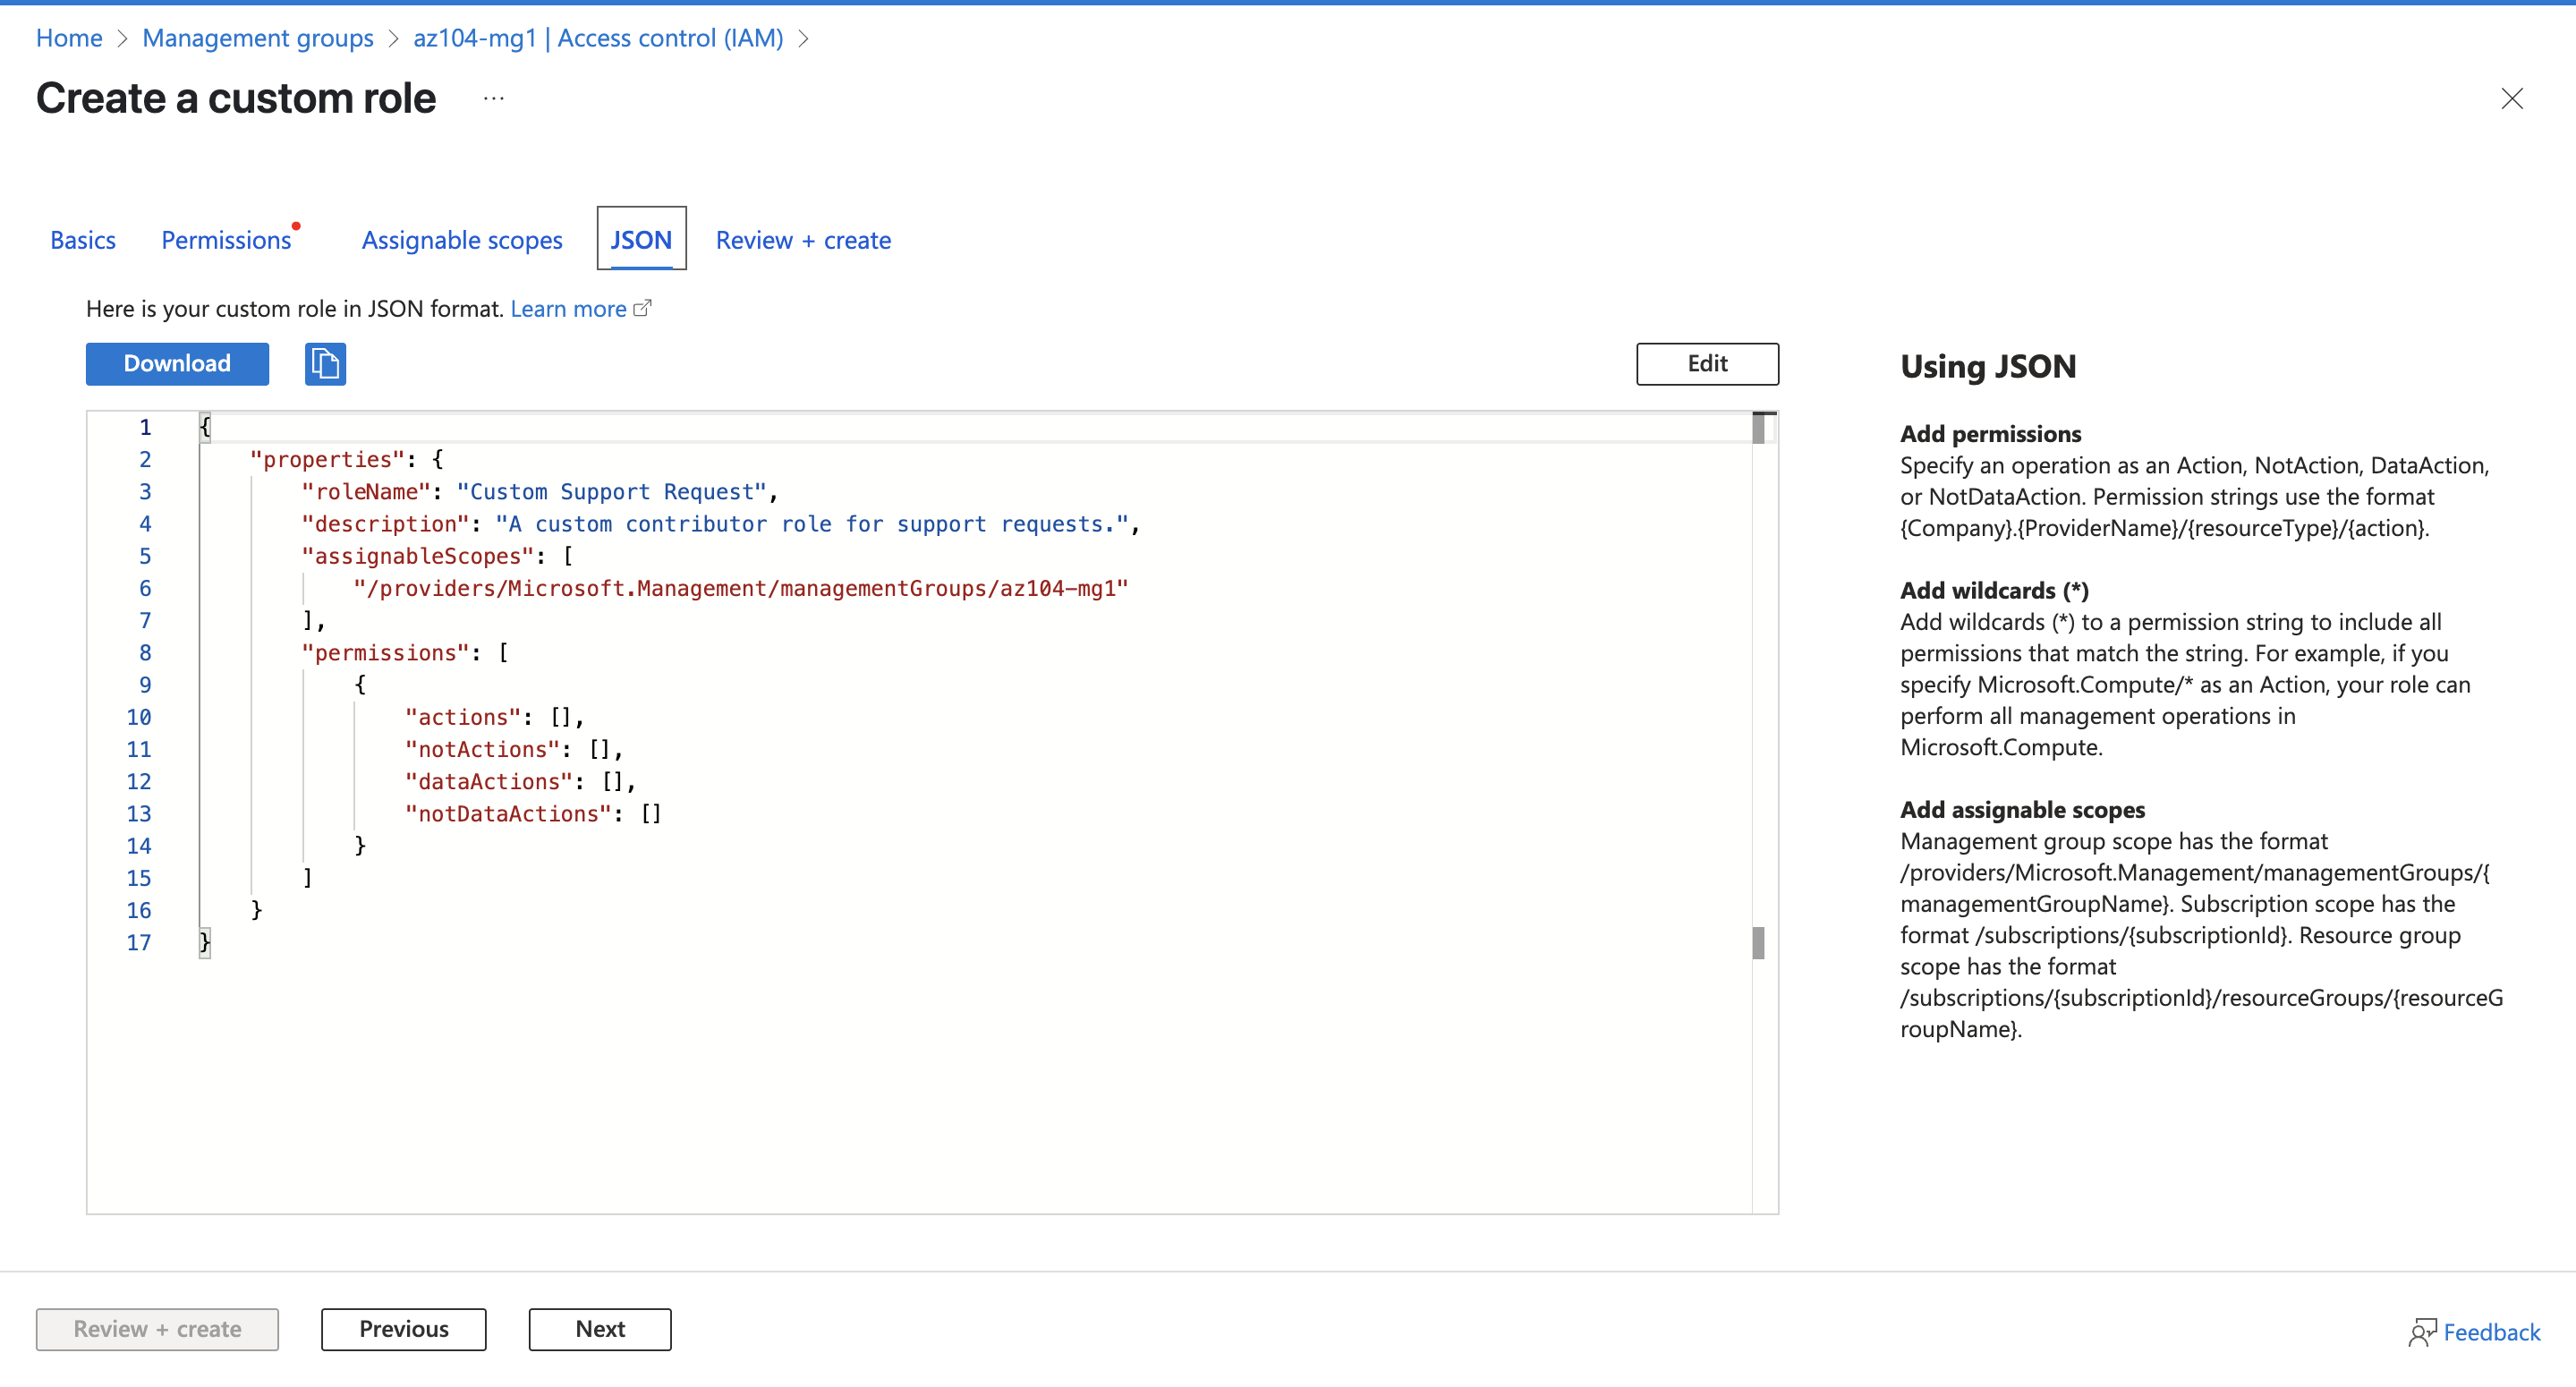 Home > Management groups > az104-mg1 | Access control (IAM) >
Create a custom role ...
Basics Permissions Assignable scopes JSON Review + create
Here is your custom role in JSON format. Learn more
Download Edit
1 {
2 "properties": {
3 "roleName": "Custom Support Request",
4 "description": "A custom contributor role for support requests.",
5 "assignableScopes": [
6 "/providers/Microsoft.Management/managementGroups/az104-mg1"
7 ],
8 "permissions": [
9 {
10 "actions": [],
11 "notActions": [],
12 "dataActions": [],
13 "notDataActions": []
14 }
15 ]
16 }
17 }
Using JSON
Add permissions
Specify an operation as an Action, NotAction, DataAction,
or NotDataAction. Permission strings use the format
{Company}.{ProviderName}/{resourceType}/{action}.
Add wildcards (*)
Add wildcards (*) to a permission string to include all
permissions that match the string. For example, if you
specify Microsoft.Compute/* as an Action, your role can
perform all management operations in
Microsoft.Compute.
Add assignable scopes
Management group scope has the format
/providers/Microsoft.Management/managementGroups/{
managementGroupName}. Subscription scope has the
format /subscriptions/{subscriptionId}. Resource group
scope has the format
/subscriptions/{subscriptionId}/resourceGroups/{resourceG
roupName}.
Review + create Previous Next Feedback